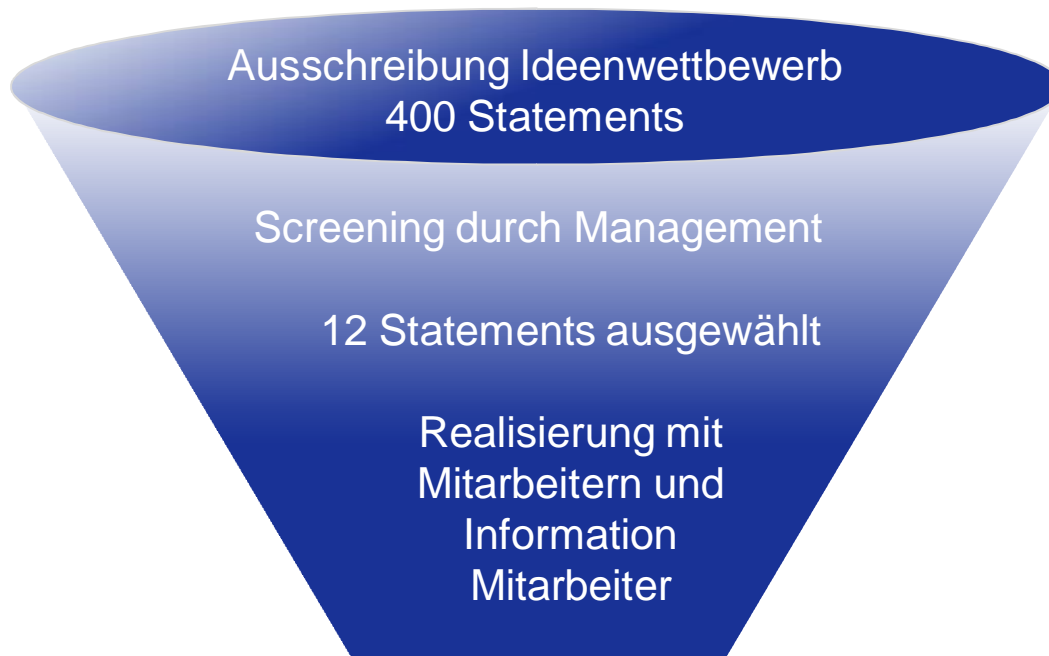 Ausschreibung Ideenwettbewerb
400 Statements
Screening durch Management
12 Statements ausgewählt
Realisierung mit
Mitarbeitern und
Information
Mitarbeiter